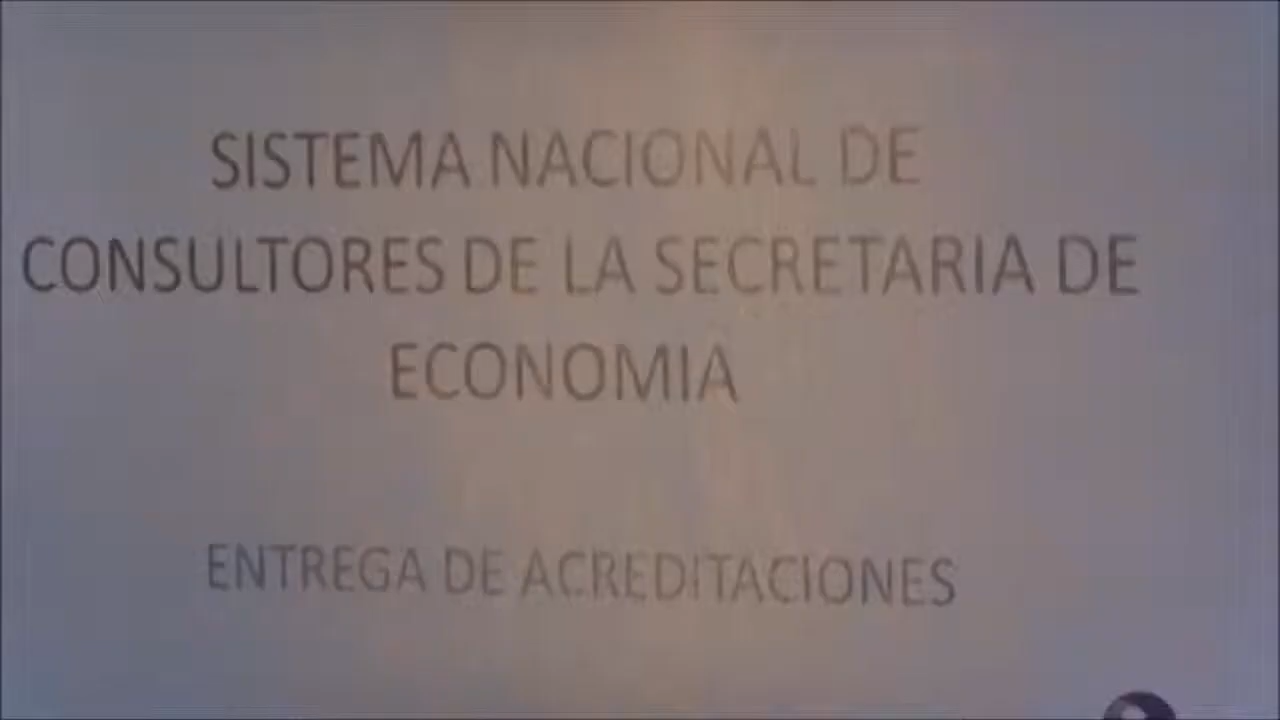 SISTEMA NACIONAL DE
CONSULTORES DE LA SECRETARIA DE
ECONOMIA
ENTREGA DE ACREDITACIONES